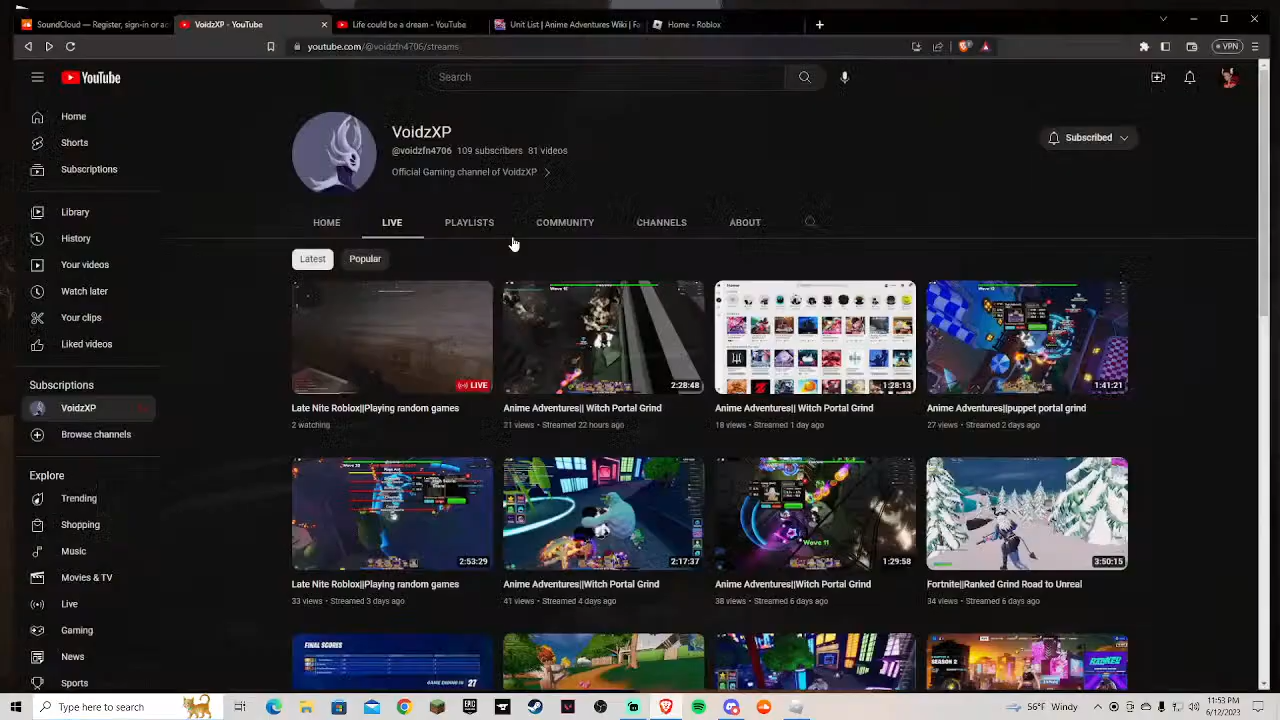 SoundCloud — Register, sign-in or a
VoidzXP - YouTube
Life could be a dream - YouTube
Unit List | Anime Adventures Wiki | Fa
Home - Roblox
youtube.com/@voidzfn4706/streams
VPN
YouTube
Search
Home
Shorts
Subscriptions
Library
History
Your videos
Watch later
Your clips
Liked videos
Subscriptions
VoidzXP
Browse channels
Explore
Trending
Shopping
Music
Movies & TV
Live
Gaming
News
Sports
VoidzXP
@voidzfn4706 109 subscribers 81 videos
Official Gaming channel of VoidzXP
Subscribed
HOME
LIVE
PLAYLISTS
COMMUNITY
CHANNELS
ABOUT
Latest
Popular
LIVE
Late Nite Roblox||Playing random games
2 watching
2:28:48
Anime Adventures|| Witch Portal Grind
21 views • Streamed 22 hours ago
1:28:13
Anime Adventures|| Witch Portal Grind
18 views • Streamed 1 day ago
1:41:21
Anime Adventures||puppet portal grind
27 views • Streamed 2 days ago
2:53:29
Late Nite Roblox||Playing random games
33 views • Streamed 3 days ago
2:17:37
Anime Adventures||Witch Portal Grind
41 views • Streamed 4 days ago
Wave 11
1:29:58
Anime Adventures||Witch Portal Grind
38 views • Streamed 6 days ago
3:50:15
Fortnite||Ranked Grind Road to Unreal
34 views • Streamed 6 days ago
FINAL SCORES
27
SEASON 2
Type here to search
56°F Windy
11:53 PM
6/12/2023